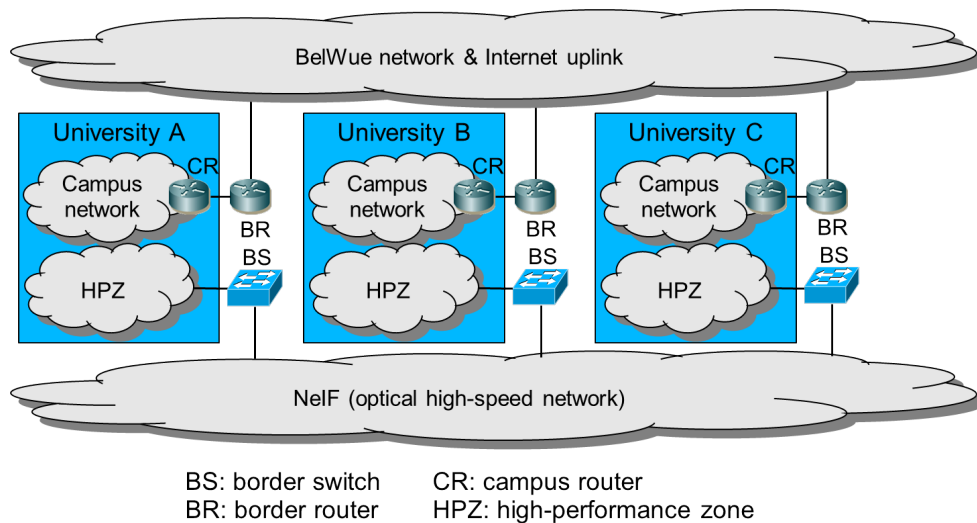 BelWue network & Internet uplink
University A
CR
Campus
network
BR
BS
HPZ
University B
CR
Campus
network
BR
BS
HPZ
University C
CR
Campus
network
BR
BS
HPZ
NeIF (optical high-speed network)
BS: border switch
CR: campus router
BR: border router
HPZ: high-performance zone